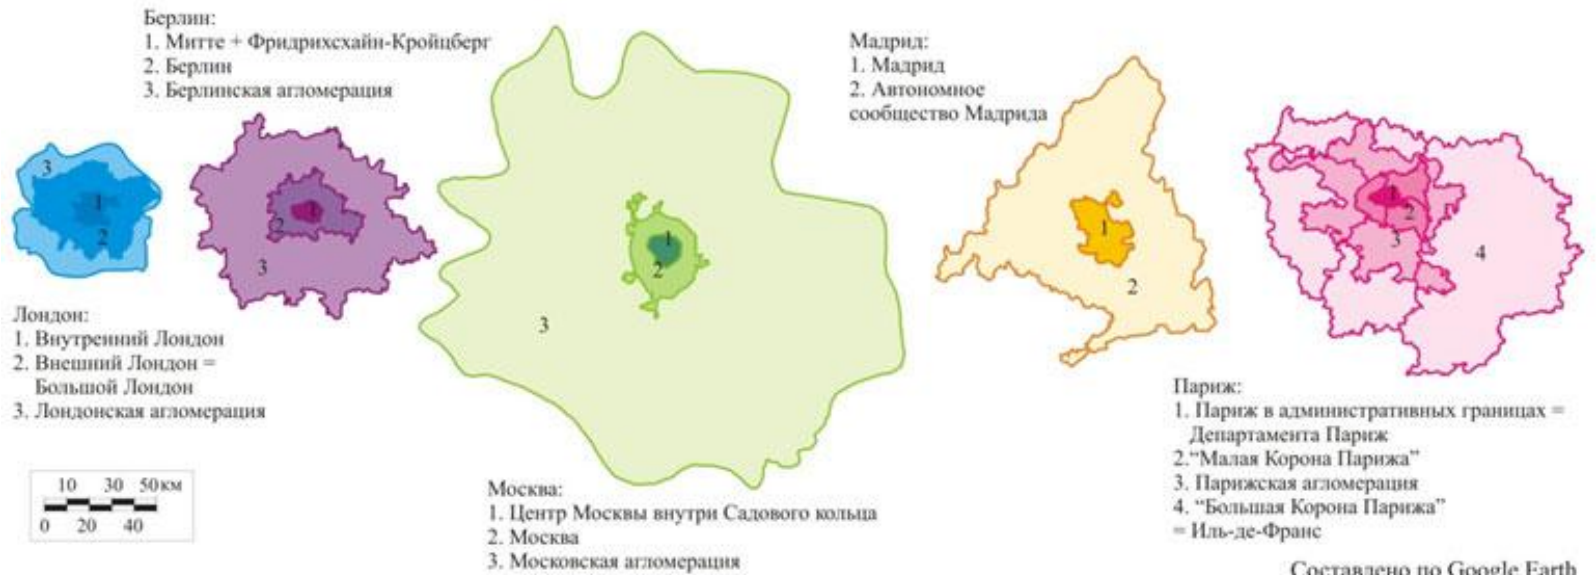 Берлин:
1. Митте + Фридрихсхайн-Кройцберг
2. Берлин
3. Берлинская агломерация
Мадрид:
1. Мадрид
2. Автономное
сообщество Мадрида
3
1
2
1
2
3
1
2
3
1
2
1
2
3
4
Лондон:
1. Внутренний Лондон
2. Внешний Лондон =
Большой Лондон
3. Лондонская агломерация
10 30 50км
0 20 40
Москва:
1. Центр Москвы внутри Садового кольца
2. Москва
3. Московская агломерация
Париж:
1. Париж в административных границах =
Департамента Париж
2.“Малая Корона Парижа”
3. Парижская агломерация
4. “Большая Корона Парижа”
= Иль-де-Франс
Составлено по Google Earth